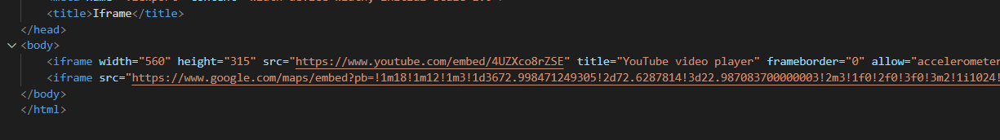 <title>Iframe</title>
</head>
<body>
<iframe width="560" height="315" src="https://www.youtube.com/embed/4UZXco8rZSE" title="YouTube video player" frameborder="0" allow="accelerometer
<iframe src="https://www.google.com/maps/embed?pb=!1m18!1m12!1m3!1d3672.998471249305!2d72.6287814!3d22.987083700000003!2m3!1f0!2f0!3f0!3m2!1i1024!
</body>
</html>